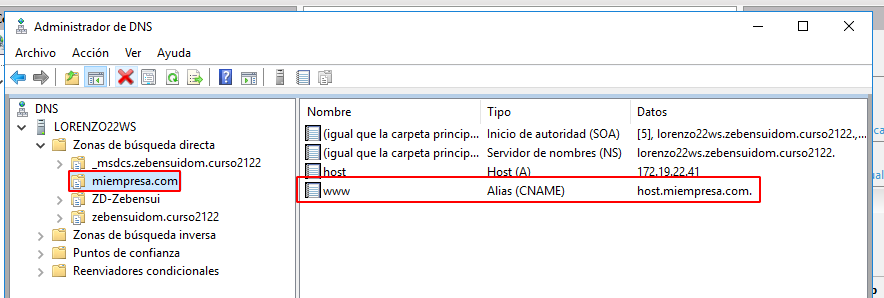 Administrador de DNS
Archivo Acción Ver Ayuda
DNS
LORENZO22WS
Zonas de búsqueda directa
_msdcs.zebensuidom.curso2122
miempresa.com
ZD-Zebensui
zebensuidom.curso2122
Zonas de búsqueda inversa
Puntos de confianza
Reenviadores condicionales
Nombre Tipo Datos
(igual que la carpeta princip... Inicio de autoridad (SOA) [5], lorenzo22ws.zebensuidom.curso2122.,...
(igual que la carpeta princip... Servidor de nombres (NS) lorenzo22ws.zebensuidom.curso2122.
host Host (A) 172.19.22.41
www Alias (CNAME) host.miempresa.com.